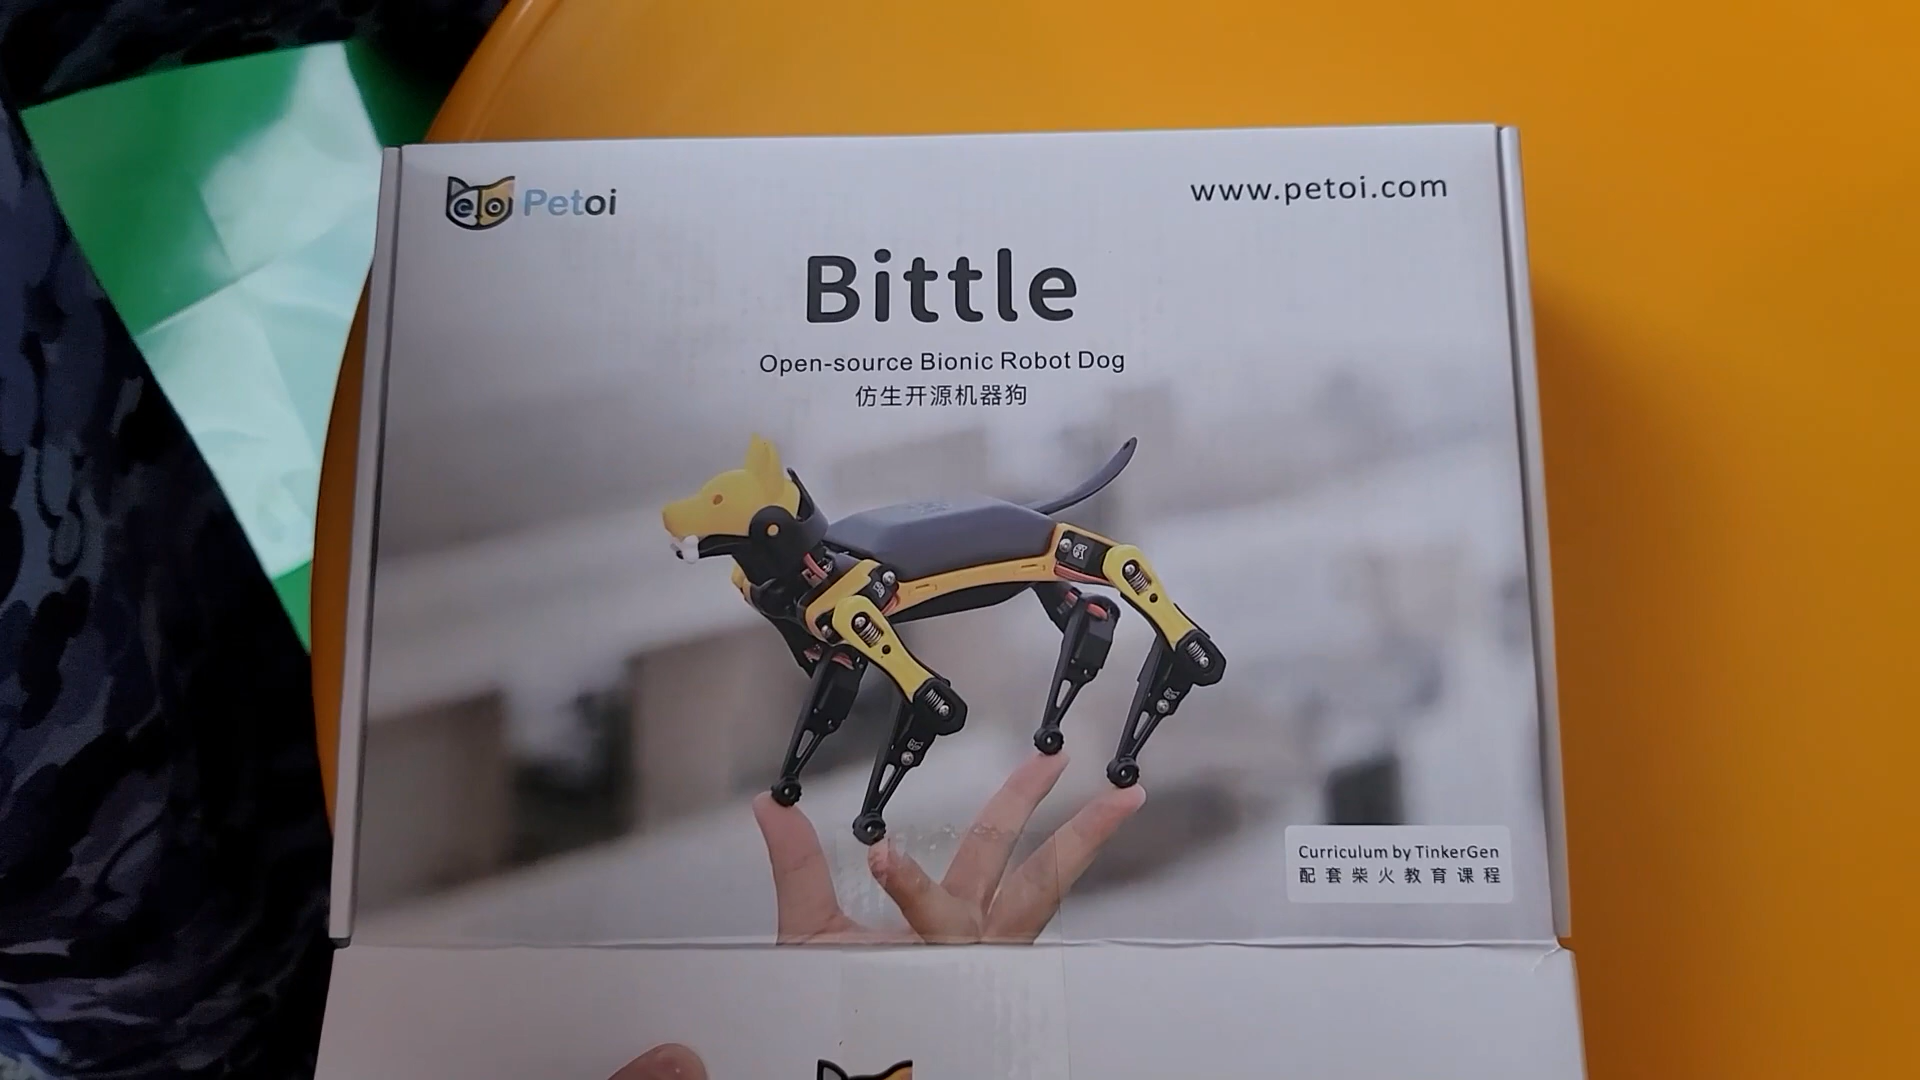 Petoi
www.petoi.com
Bittle
Open-source Bionic Robot Dog
仿生开源机器狗
Curriculum by TinkerGen
配套柴火教育课程